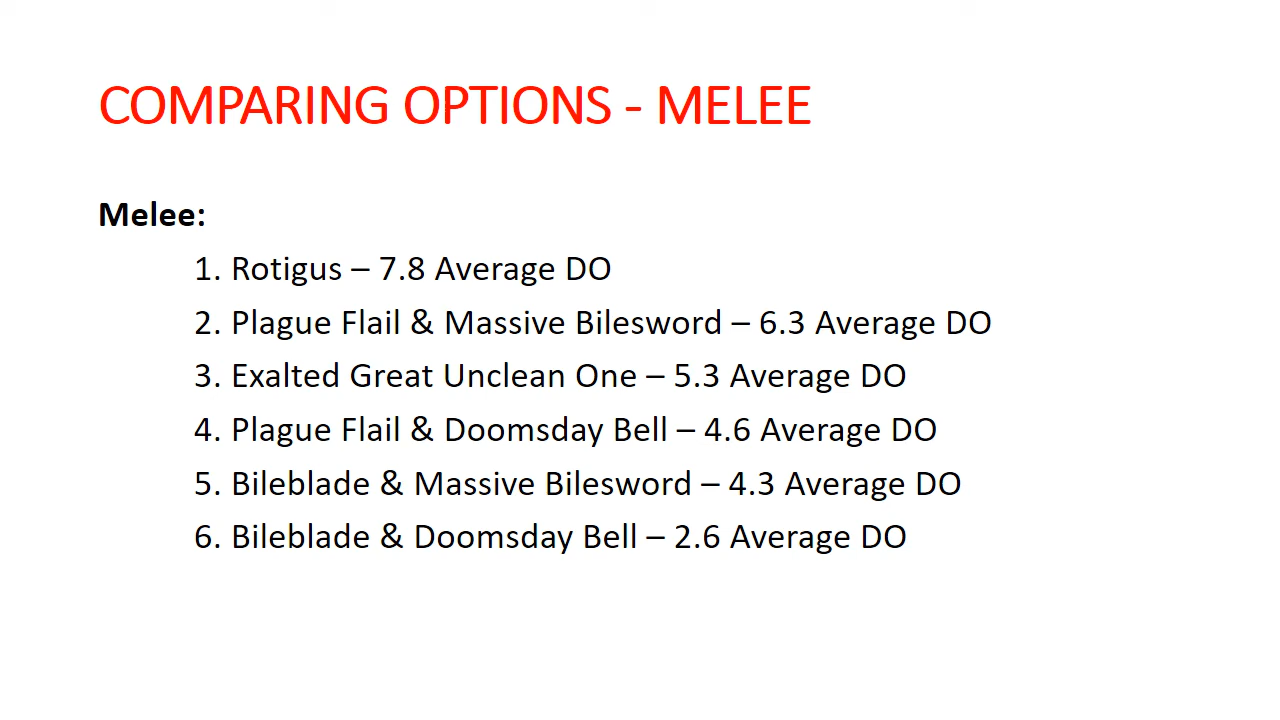 COMPARING OPTIONS - MELEE
Melee:
1. Rotigus – 7.8 Average DO
2. Plague Flail & Massive Bilesword – 6.3 Average DO
3. Exalted Great Unclean One – 5.3 Average DO
4. Plague Flail & Doomsday Bell – 4.6 Average DO
5. Bileblade & Massive Bilesword – 4.3 Average DO
6. Bileblade & Doomsday Bell – 2.6 Average DO